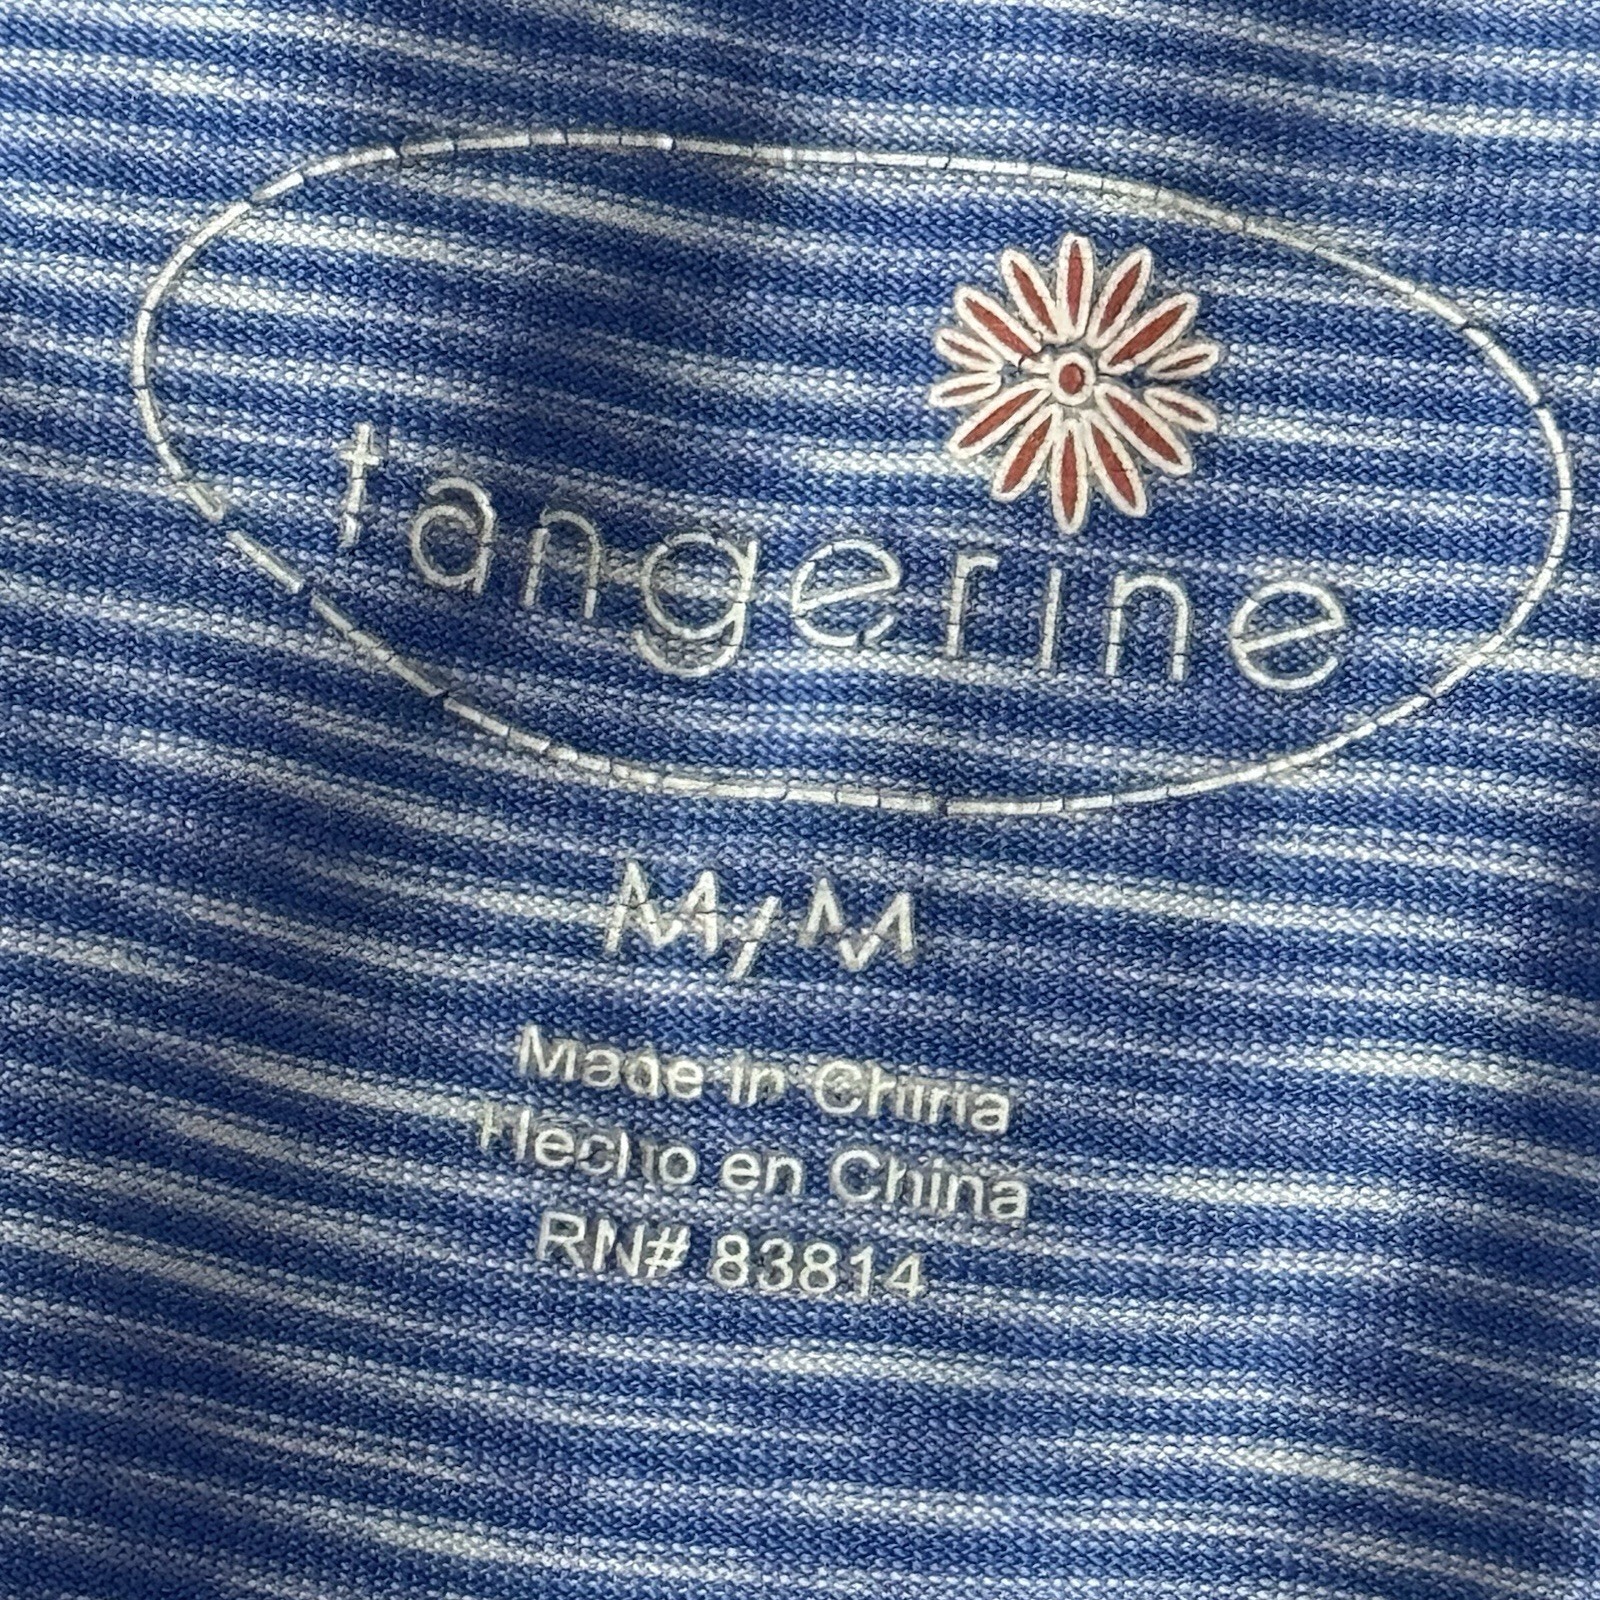 tangerine
M/M
Made in China
Hecho en China
RN# 83814